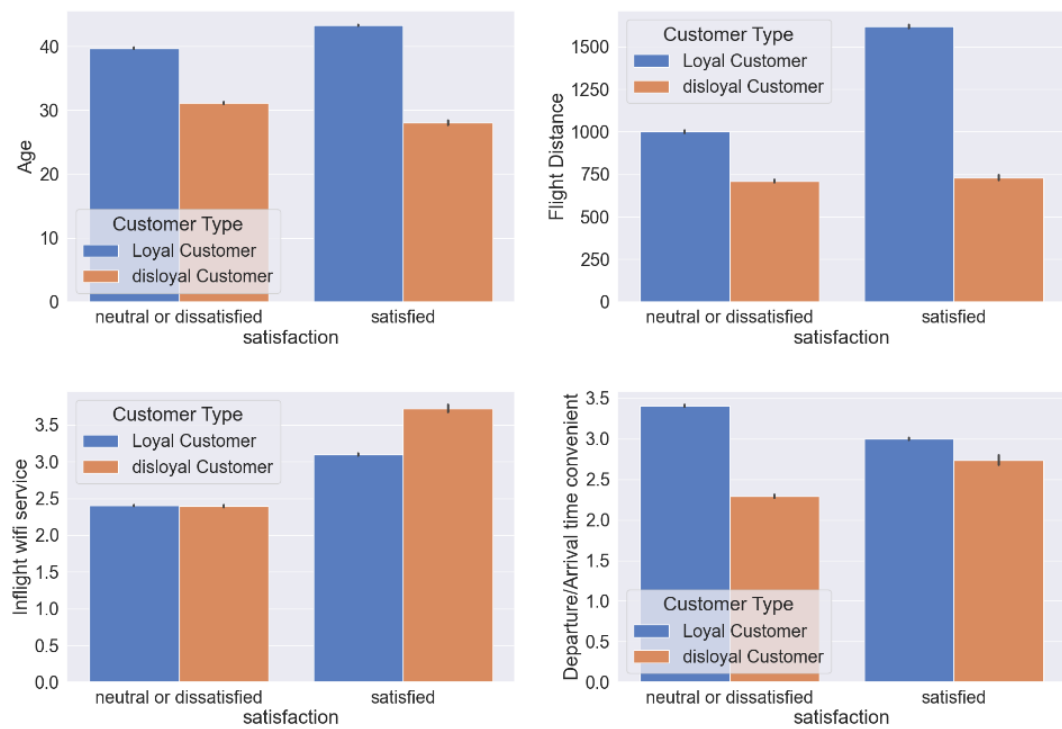 Age
40
30
20
10
0
Customer Type
Loyal Customer
disloyal Customer
neutral or dissatisfied
satisfied
satisfaction
Flight Distance
1500
1250
1000
750
500
250
0
Customer Type
Loyal Customer
disloyal Customer
neutral or dissatisfied
satisfied
satisfaction
Inflight wifi service
3.5
3.0
2.5
2.0
1.5
1.0
0.5
0.0
Customer Type
Loyal Customer
disloyal Customer
neutral or dissatisfied
satisfied
satisfaction
Departure/Arrival time convenient
3.5
3.0
2.5
2.0
1.5
1.0
0.5
0.0
Customer Type
Loyal Customer
disloyal Customer
neutral or dissatisfied
satisfied
satisfaction